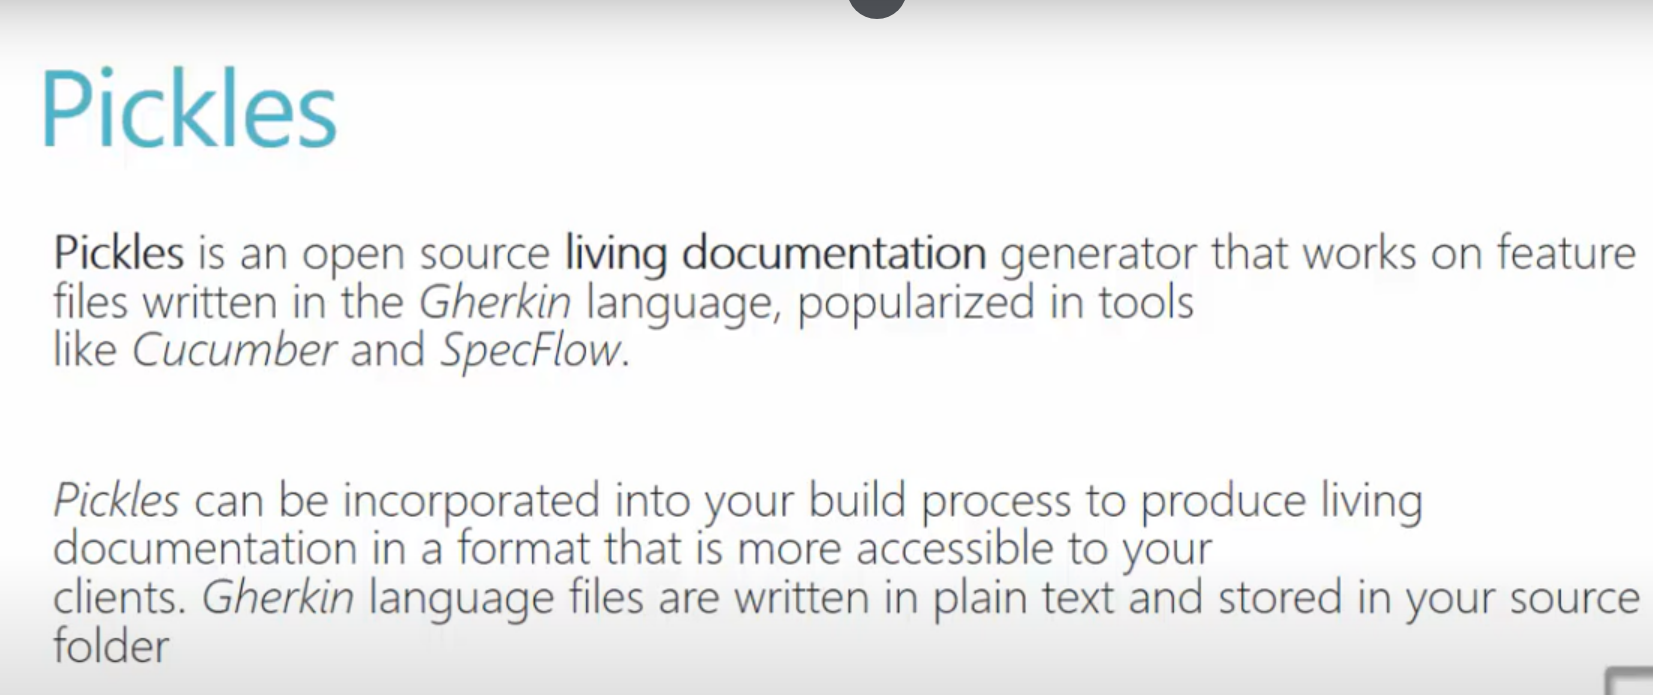 Pickles
Pickles is an open source living documentation generator that works on feature
files written in the Gherkin language, popularized in tools
like Cucumber and SpecFlow.
Pickles can be incorporated into your build process to produce living
documentation in a format that is more accessible to your
clients. Gherkin language files are written in plain text and stored in your source
folder